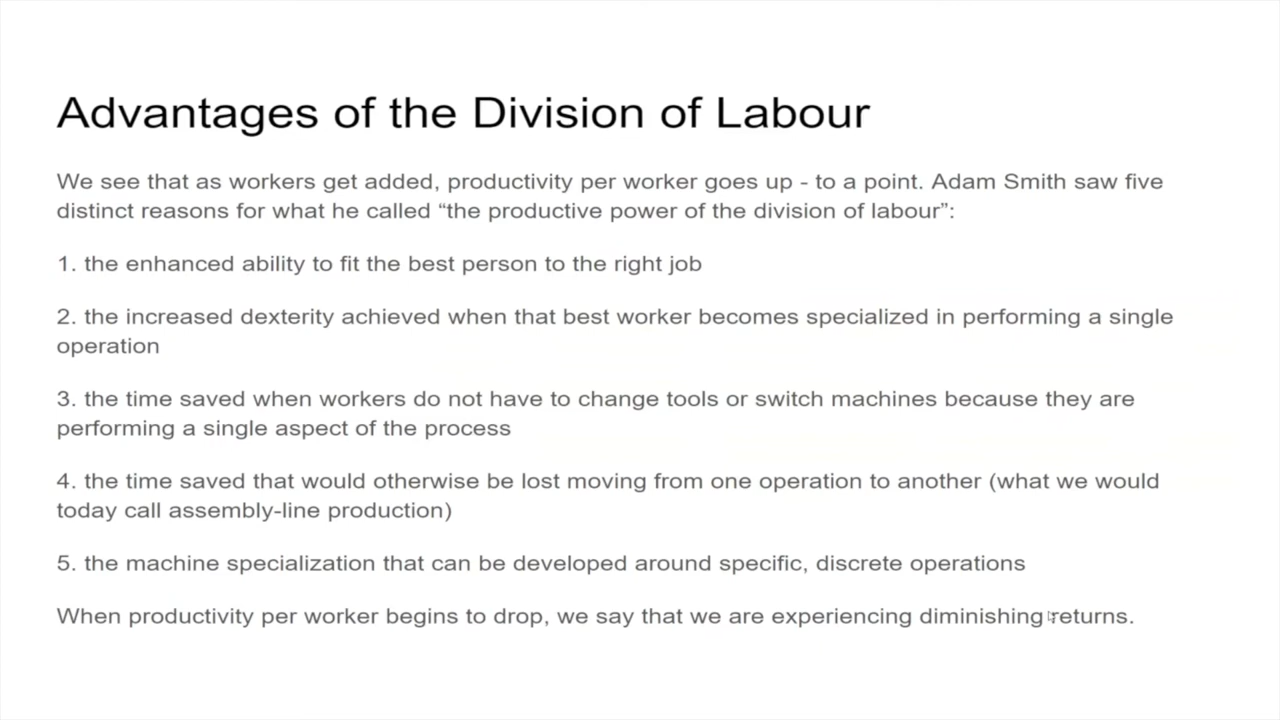 Advantages of the Division of Labour
We see that as workers get added, productivity per worker goes up - to a point. Adam Smith saw five
distinct reasons for what he called “the productive power of the division of labour”:
1. the enhanced ability to fit the best person to the right job
2. the increased dexterity achieved when that best worker becomes specialized in performing a single
operation
3. the time saved when workers do not have to change tools or switch machines because they are
performing a single aspect of the process
4. the time saved that would otherwise be lost moving from one operation to another (what we would
today call assembly-line production)
5. the machine specialization that can be developed around specific, discrete operations
When productivity per worker begins to drop, we say that we are experiencing diminishing returns.